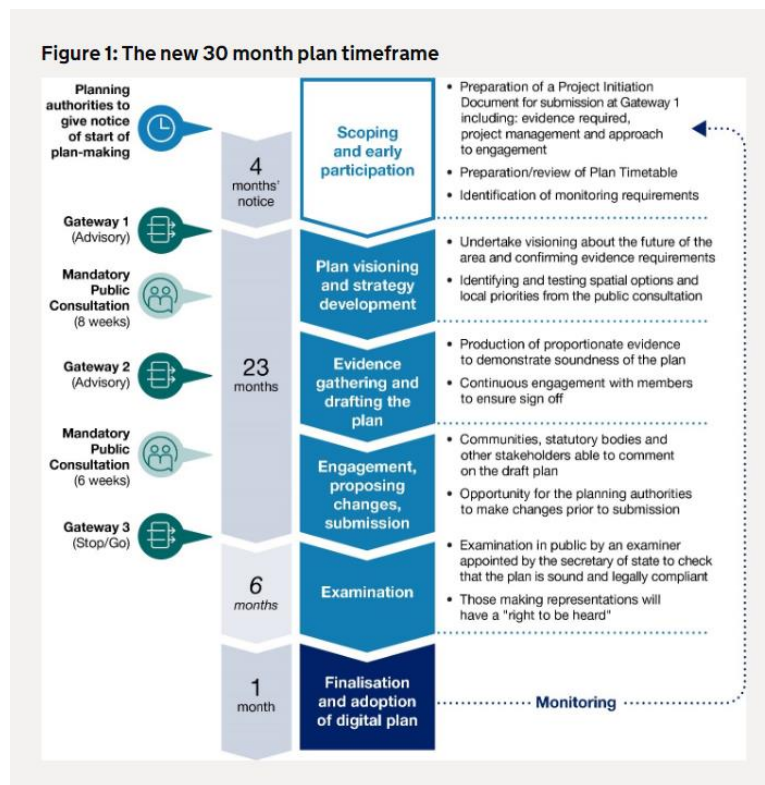 Figure 1: The new 30 month plan timeframe
Planning
authorities to
give notice
of start of
plan-making
4
months'
notice
Scoping
and early
participation
• Preparation of a Project Initiation
Document for submission at Gateway 1
including: evidence required,
project management and approach
to engagement
• Preparation/review of Plan Timetable
• Identification of monitoring requirements
Gateway 1
(Advisory)
Mandatory
Public
Consultation
(8 weeks)
Gateway 2
(Advisory)
Mandatory
Public
Consultation
(6 weeks)
Gateway 3
(Stop/Go)
23
months
Plan visioning
and strategy
development
• Undertake visioning about the future of the
area and confirming evidence requirements
• Identifying and testing spatial options and
local priorities from the public consultation
Evidence
gathering and
drafting the
plan
• Production of proportionate evidence
to demonstrate soundness of the plan
• Continuous engagement with members
to ensure sign off
Engagement,
proposing
changes,
submission
• Communities, statutory bodies and
other stakeholders able to comment
on the draft plan
• Opportunity for the planning authorities
to make changes prior to submission
6
months
Examination
• Examination in public by an examiner
appointed by the secretary of state to check
that the plan is sound and legally compliant
• Those making representations will
have a "right to be heard"
1
month
Finalisation
and adoption
of digital plan
Monitoring